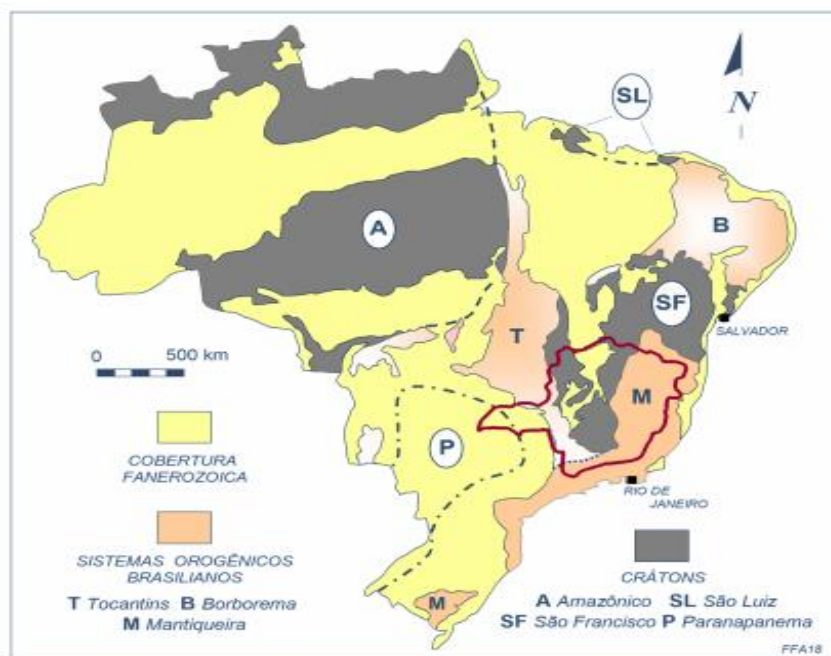 SL
N
A
B
SF
SALVADOR
0 500 km
T
M
P
COBERTURA
FANEROZOICA
RIO DE
JANEIRO
SISTEMAS OROGÊNICOS
BRASILIANOS
T Tocantins B Borborema
M Mantiqueira
M
CRÁTONS
A Amazônico SL São Luiz
SF São Francisco P Paranapanema
FFA18